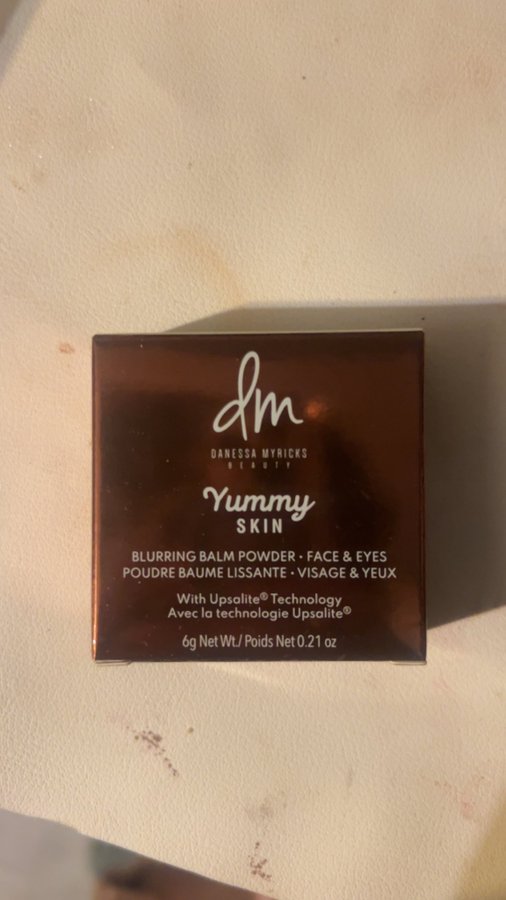 dm
DANESSA MYRICKS
BEAUTY
Yummy
SKIN
BLURRING BALM POWDER • FACE & EYES
POUDRE BAUME LISSANTE • VISAGE & YEUX
With Upsalite® Technology
Avec la technologie Upsalite®
6g Net Wt./ Poids Net 0.21 oz